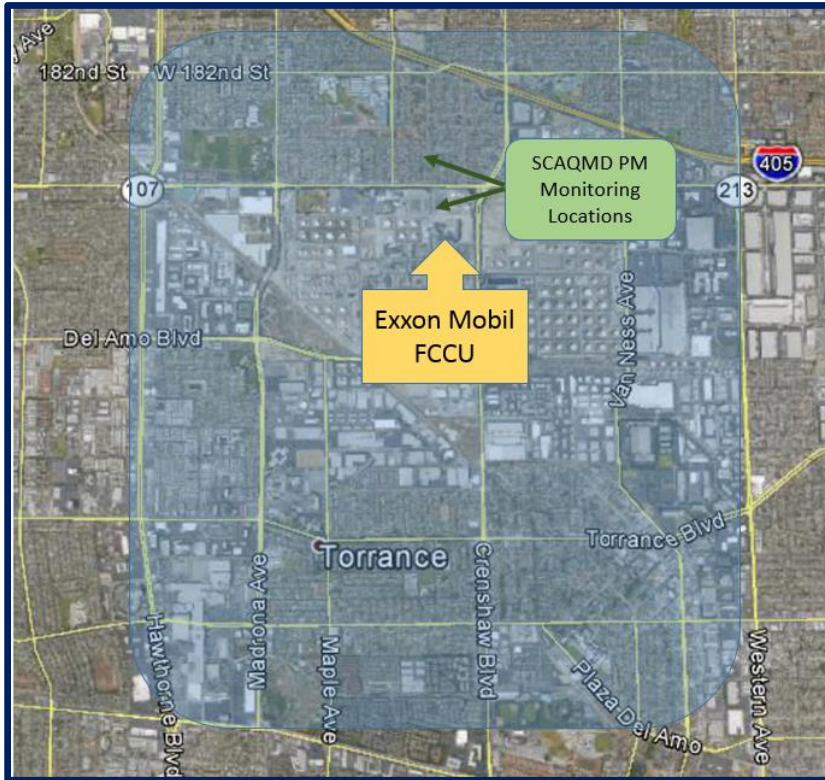 y Ave
182nd St
W 182nd St
SCAQMD PM
Monitoring
Locations
405
107
213
Exxon Mobil
FCCU
Del Amo Blvd
Van Ness Ave
Torrance Blvd
Torrance
Crenshaw Blvd
Madrona Ave
Maple Ave
Hawthorne Blvd
Plaza Del Amo
Western Ave